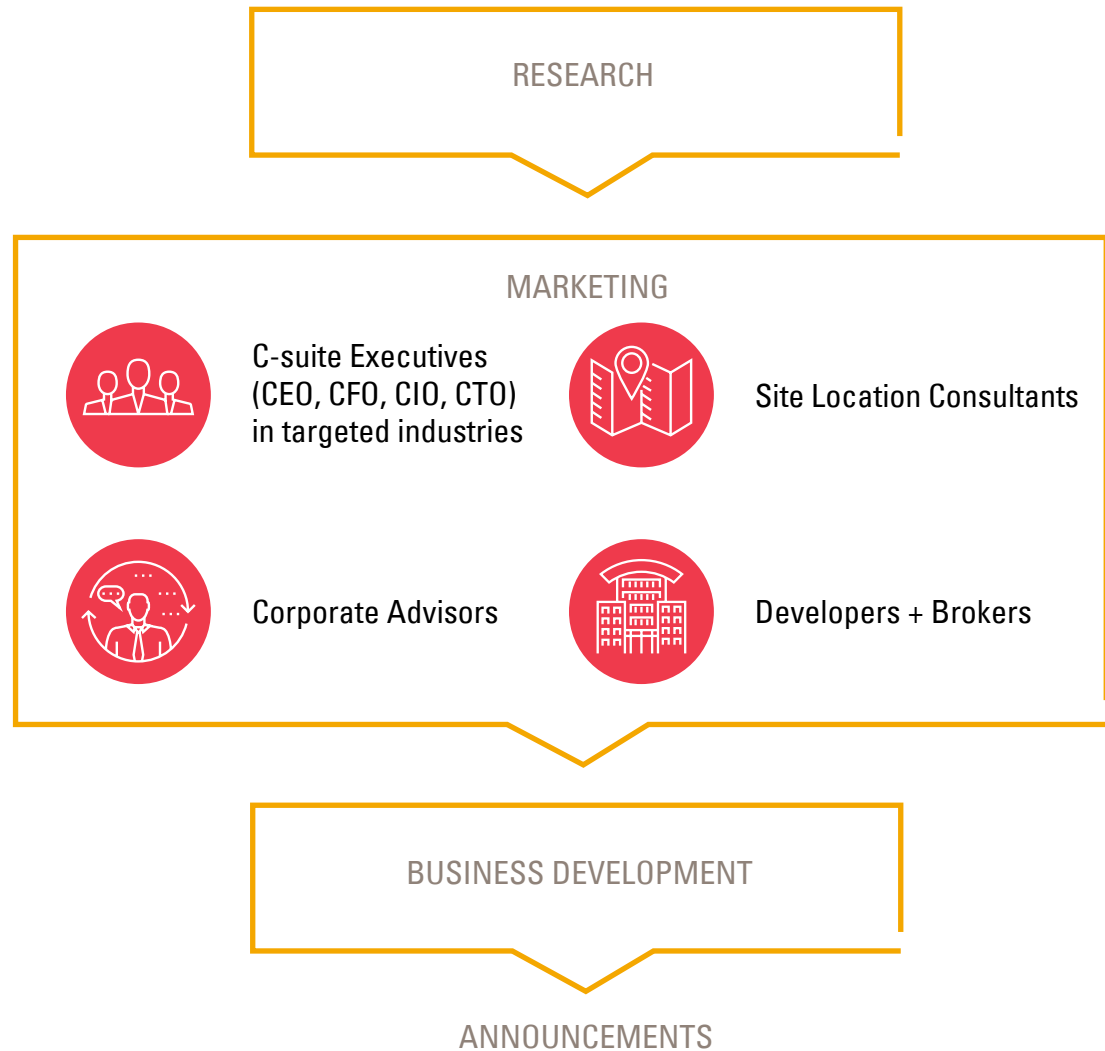 RESEARCH
MARKETING
C-suite Executives
(CEO, CFO, CIO, CTO)
in targeted industries
Site Location Consultants
Corporate Advisors
Developers + Brokers
BUSINESS DEVELOPMENT
ANNOUNCEMENTS